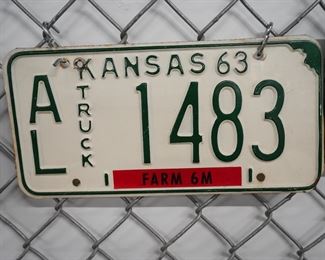 KANSAS 63
AL
TRUCK
1483
FARM 6M